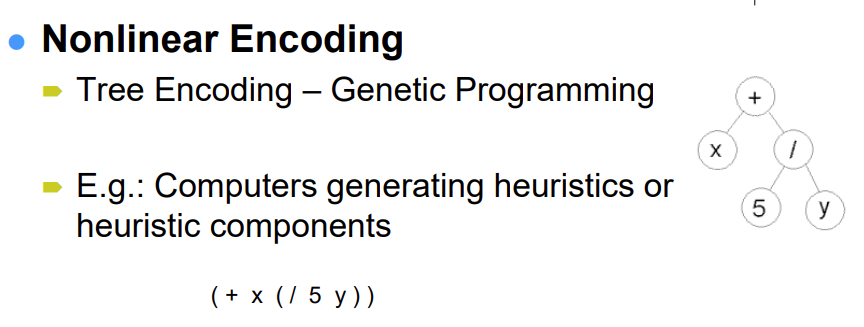 Nonlinear Encoding
Tree Encoding – Genetic Programming
E.g.: Computers generating heuristics or
heuristic components
( + x ( / 5 y ) )
+
x /
5 y